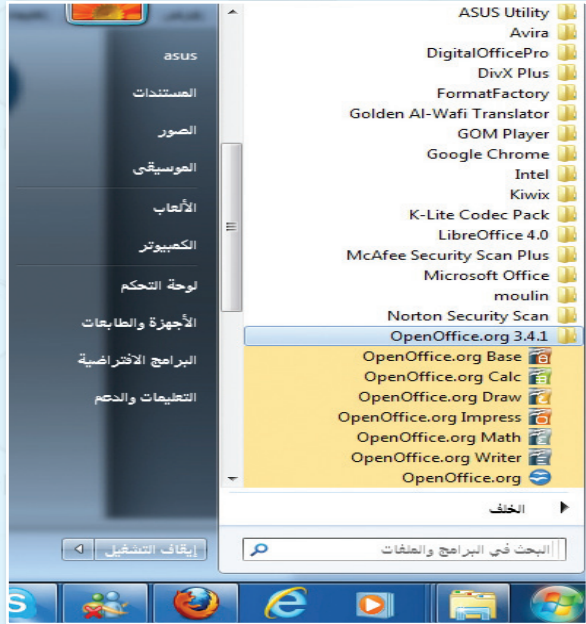 ASUS Utility
Avira
DigitalOfficePro
DivX Plus
FormatFactory
Golden Al-Wafi Translator
GOM Player
Google Chrome
Intel
Kiwix
K-Lite Codec Pack
LibreOffice 4.0
McAfee Security Scan Plus
Microsoft Office
moulin
Norton Security Scan
OpenOffice.org 3.4.1
OpenOffice.org Base
OpenOffice.org Calc
OpenOffice.org Draw
OpenOffice.org Impress
OpenOffice.org Math
OpenOffice.org Writer
OpenOffice.org
الخلف
البحث في البرامج والملفات
asus
المستندات
الصور
الموسيقى
الألعاب
الكمبيوتر
لوحة التحكم
الأجهزة والطابعات
البرامج الافتراضية
التعليمات والدعم
إيقاف التشغيل